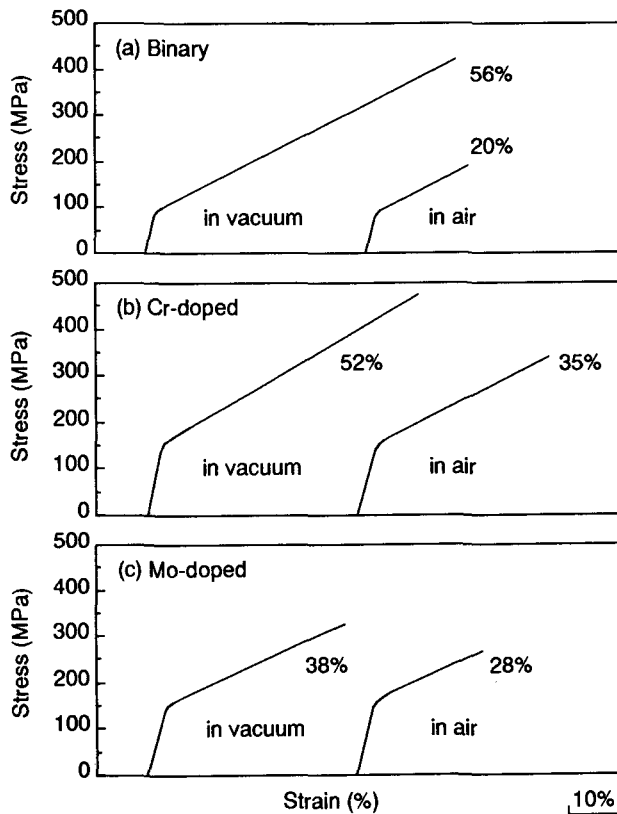 (a) Binary
Stress (MPa)
500
400
300
200
100
0
56%
20%
in vacuum
in air
(b) Cr-doped
Stress (MPa)
500
400
300
200
100
0
52%
35%
in vacuum
in air
(c) Mo-doped
Stress (MPa)
500
400
300
200
100
0
38%
28%
in vacuum
in air
Strain (%)
10%